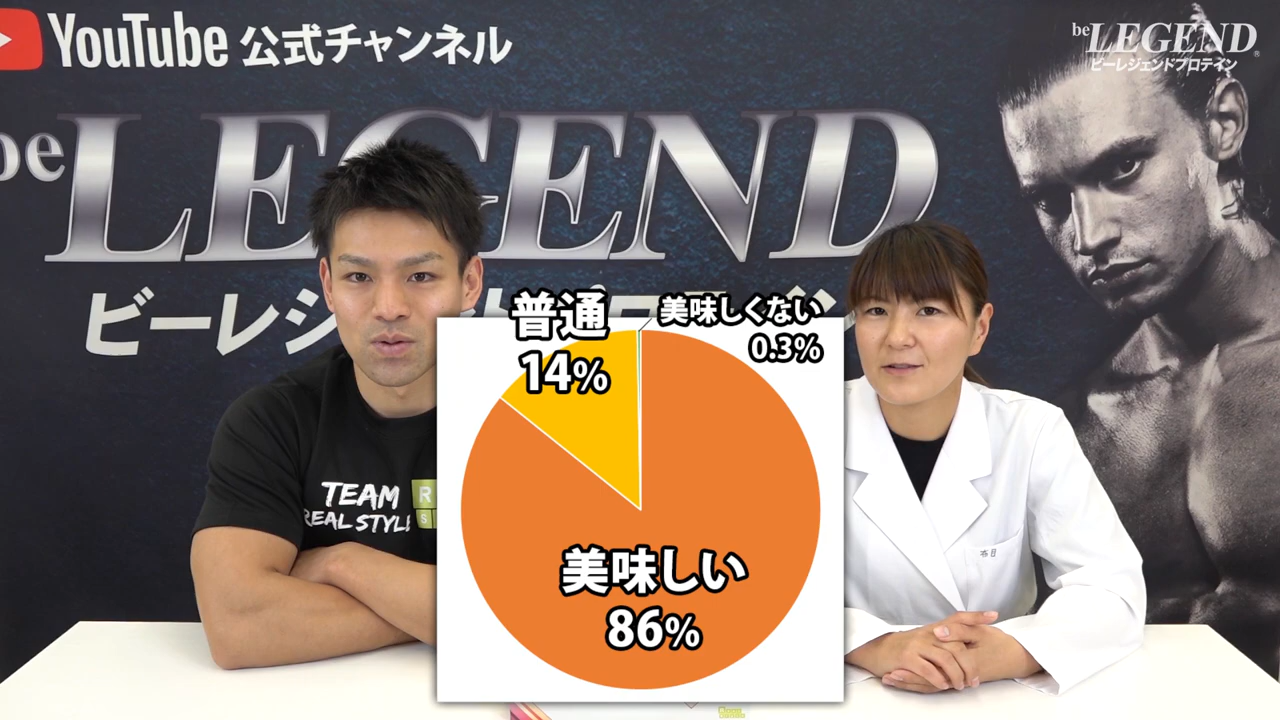 YouTube 公式チャンネル
be LEGEND
ビーレジェンドプロテイン
be LEGEND
ビーレジ
普通
14%
美味しくない
0.3%
美味しい
86%
TEAM
REAL STYLE
R
S
布目